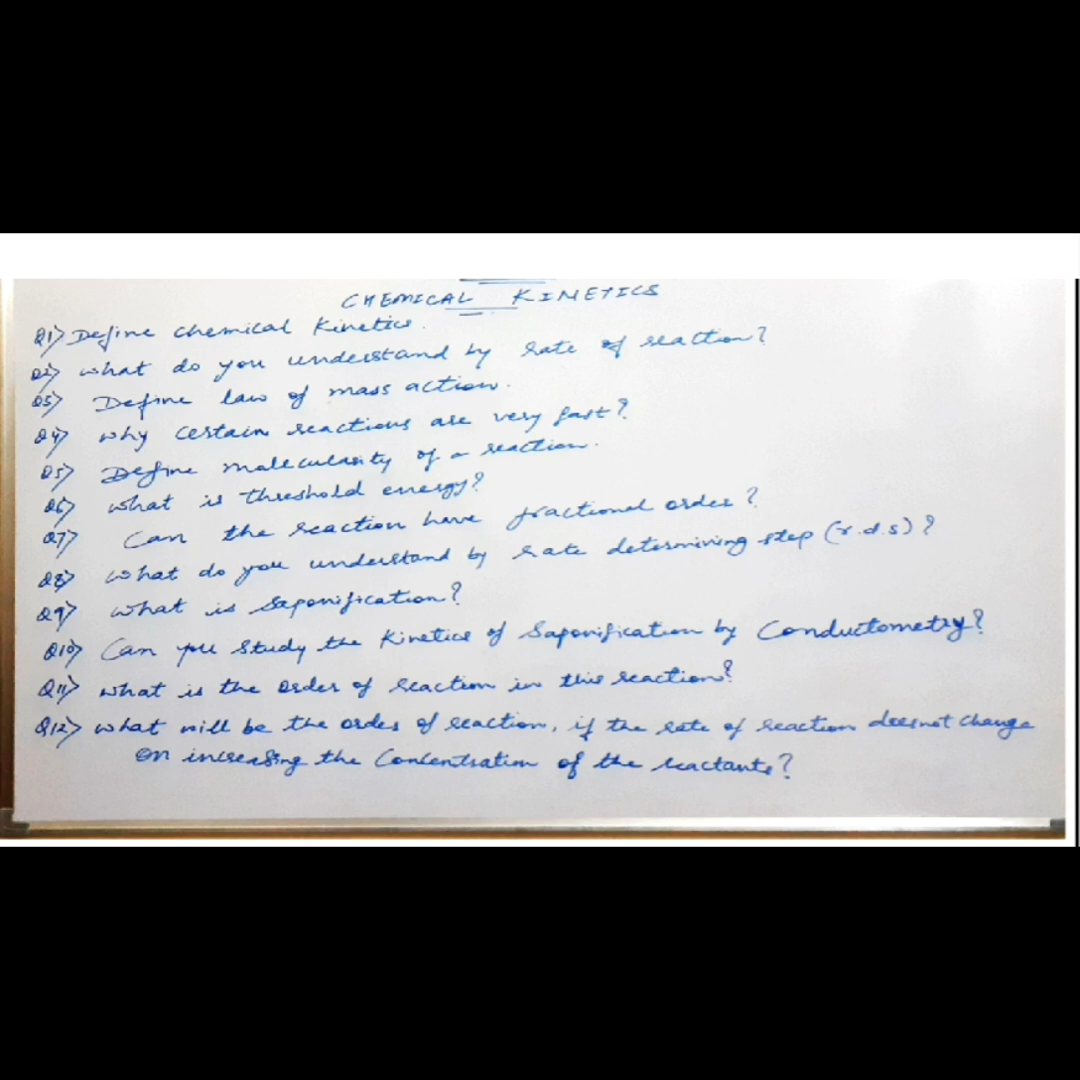 CHEMICAL KINETICS
Q1) Define chemical Kinetics.
Q2) what do you understand by rate of reaction?
Q3) Define law of mass action.
Q4) why certain reactions are very fast?
Q5) Define molecularity of a reaction.
Q6) what is threshold energy?
Q7) Can the reaction have fractional order?
Q8) what do you understand by rate determining step (r.d.s)?
Q9) what is saponification?
Q10) Can you study the kinetics of Saponification by Conductometry?
Q11) what is the order of reaction in this reaction?
Q12) what will be the order of reaction, if the rate of reaction doesnot change
on increasing the Concentration of the reactants?